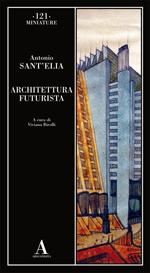 ·121·
MINIATURE
Antonio
SANT'ELIA
ARCHITETTURA
FUTURISTA
A cura di
Viviana Birolli
A
ABSCONDITA